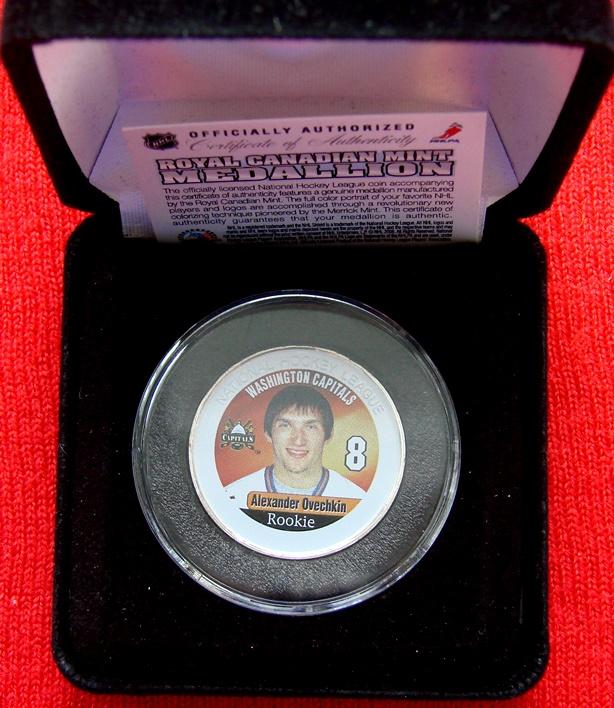 NHL
OFFICIALLY AUTHORIZED
Certificate of Authenticity
NHLPA
ROYAL CANADIAN MINT
MEDALLION
The officially licensed National Hockey League coin accompanying
this certificate of authenticity features a genuine medallion manufactured
by the Royal Canadian Mint. The full color portrait of your favorite NHL
players and logos are accomplished through a revolutionary new
colorizing technique pioneered by the Merrick Mint. This certificate of
authenticity guarantees that your medallion is authentic.
NATIONAL HOCKEY LEAGUE
WASHINGTON CAPITALS
CAPITALS
8
Alexander Ovechkin
Rookie